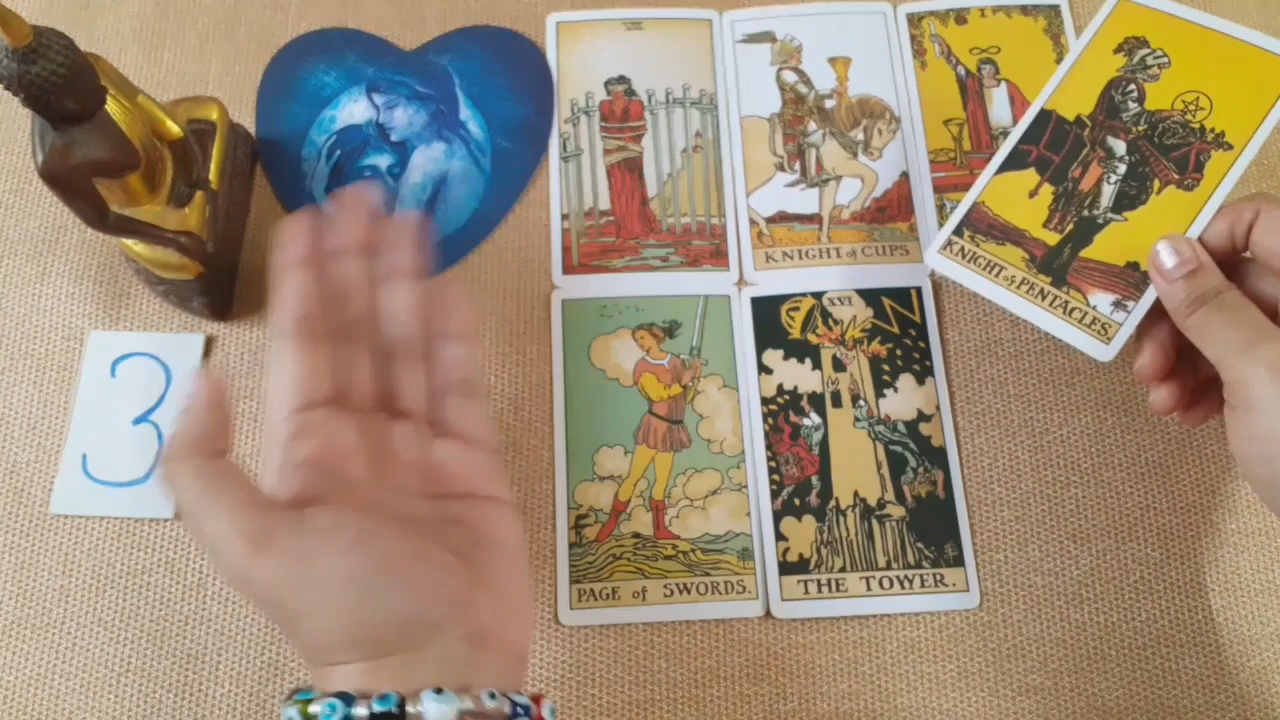 3
VIII
KNIGHT of CUPS
I
KNIGHT of PENTACLES.
PAGE of SWORDS.
XVI
THE TOWER.